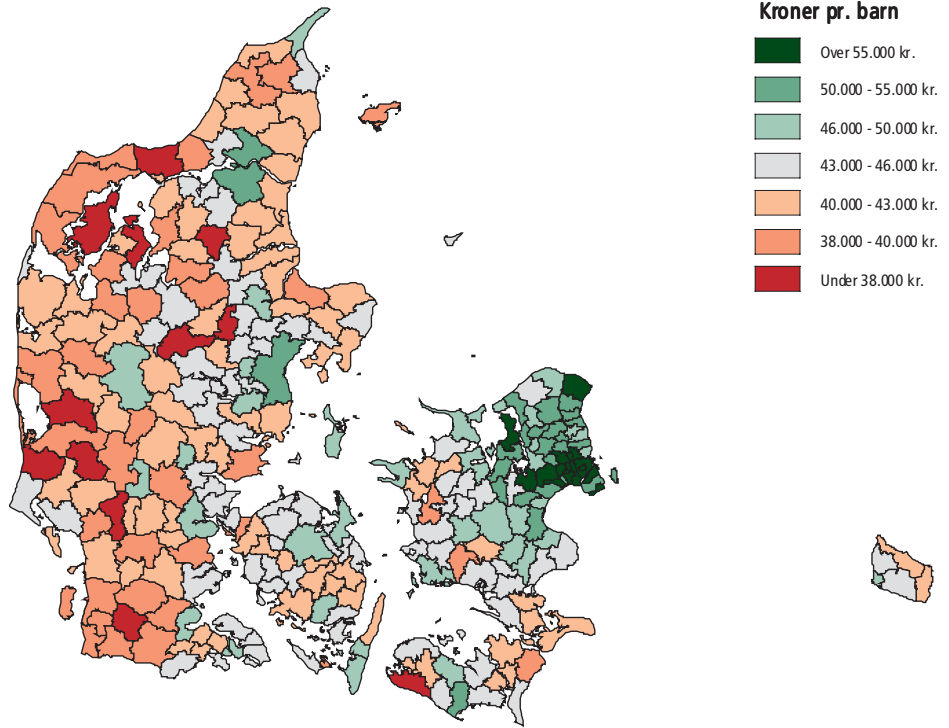 Kroner pr. barn
Over 55.000 kr.
50.000 - 55.000 kr.
46.000 - 50.000 kr.
43.000 - 46.000 kr.
40.000 - 43.000 kr.
38.000 - 40.000 kr.
Under 38.000 kr.